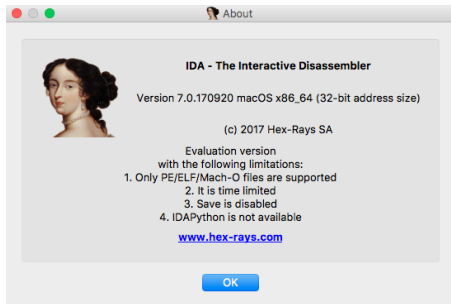 About
IDA - The Interactive Disassembler
Version 7.0.170920 macOS x86_64 (32-bit address size)
(c) 2017 Hex-Rays SA
Evaluation version
with the following limitations:
1. Only PE/ELF/Mach-O files are supported
2. It is time limited
3. Save is disabled
4. IDAPython is not available
www.hex-rays.com
OK